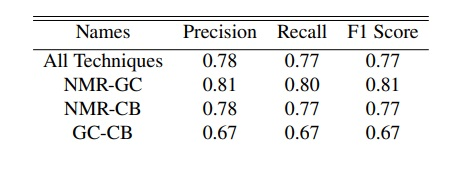 Names Precision Recall F1 Score
All Techniques 0.78 0.77 0.77
NMR-GC 0.81 0.80 0.81
NMR-CB 0.78 0.77 0.77
GC-CB 0.67 0.67 0.67